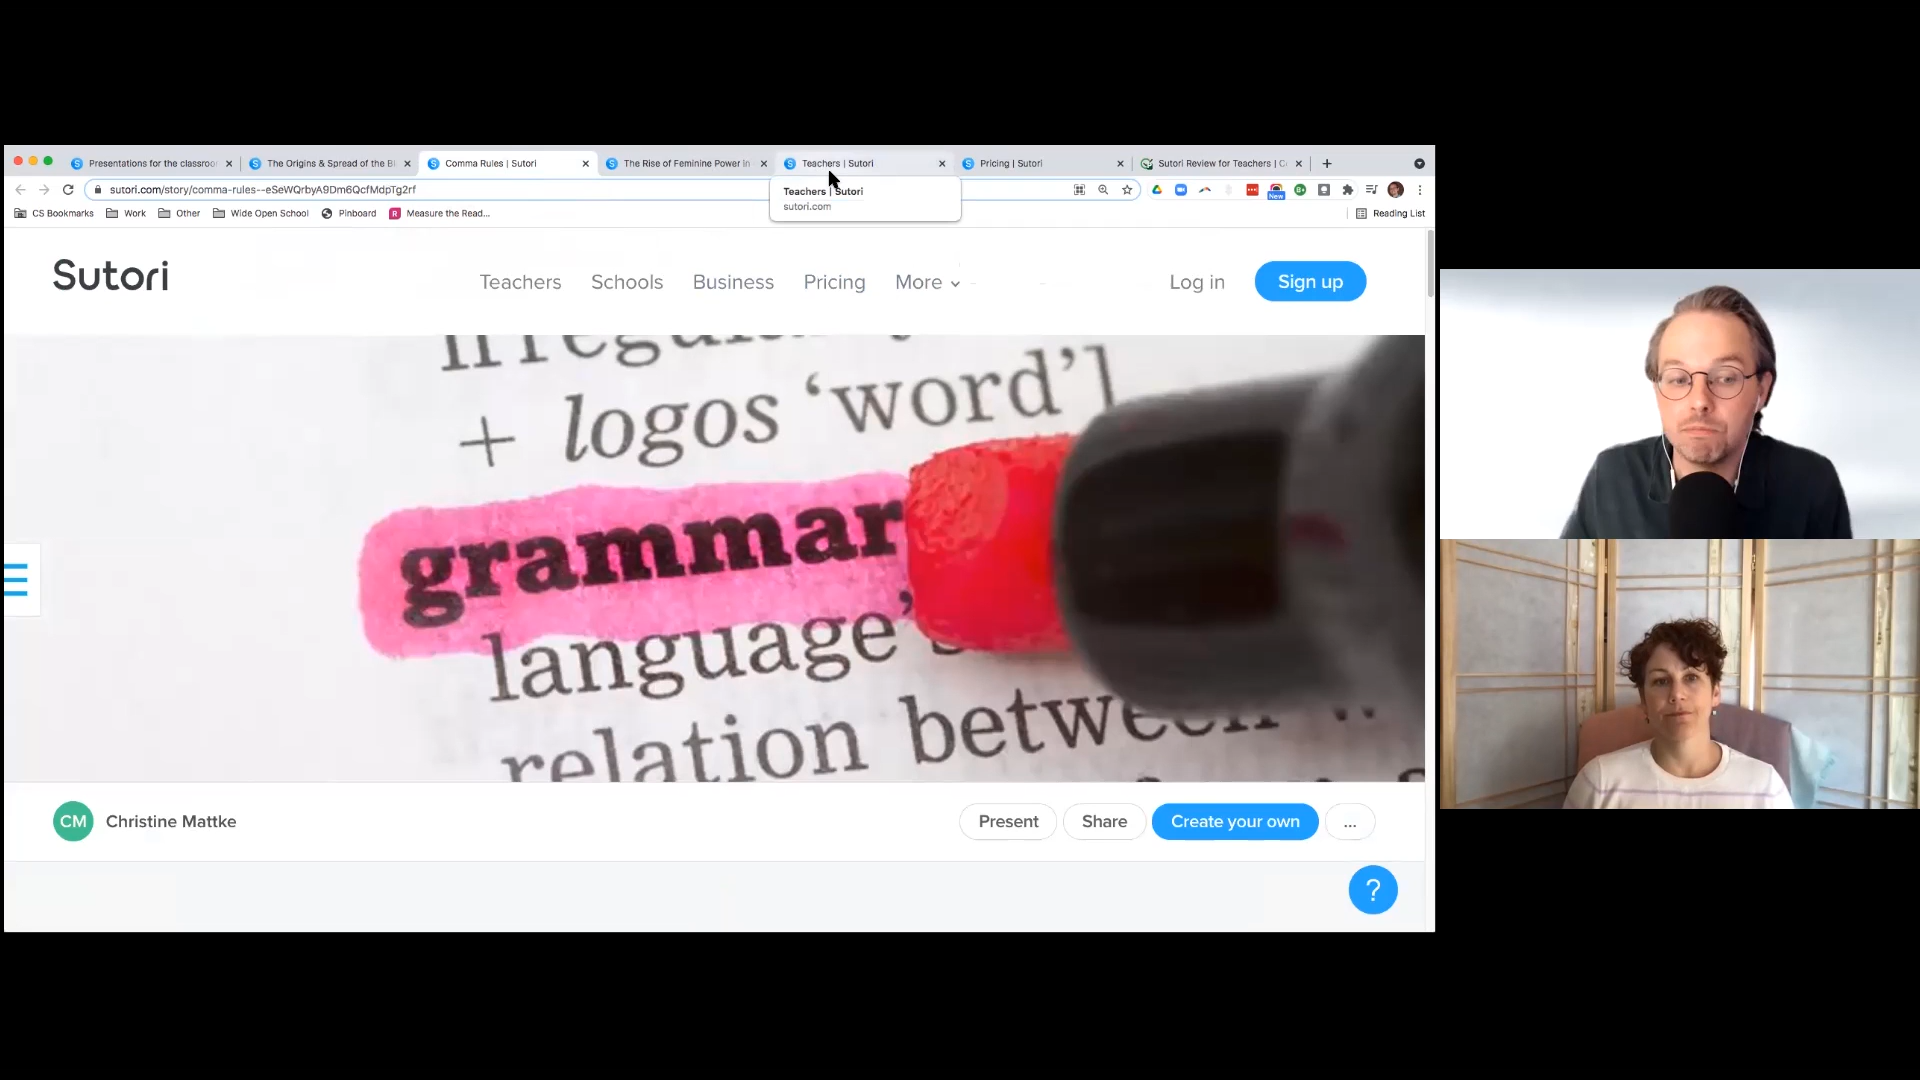 Presentations for the classroo
The Origins & Spread of the Bl
Comma Rules | Sutori
The Rise of Feminine Power in
Teachers | Sutori
Pricing | Sutori
Sutori Review for Teachers | C
sutori.com/story/comma-rules--eSeWQrbyA9Dm6QcfMdpTg2rf
Teachers | Sutori
sutori.com
New
CS Bookmarks
Work
Other
Wide Open School
Pinboard
Measure the Read...
Reading List
Sutori
Teachers
Schools
Business
Pricing
More
Log in
Sign up
+ logos ‘word’]
grammar
language’s
relation between
CM
Christine Mattke
Present
Share
Create your own
...
?